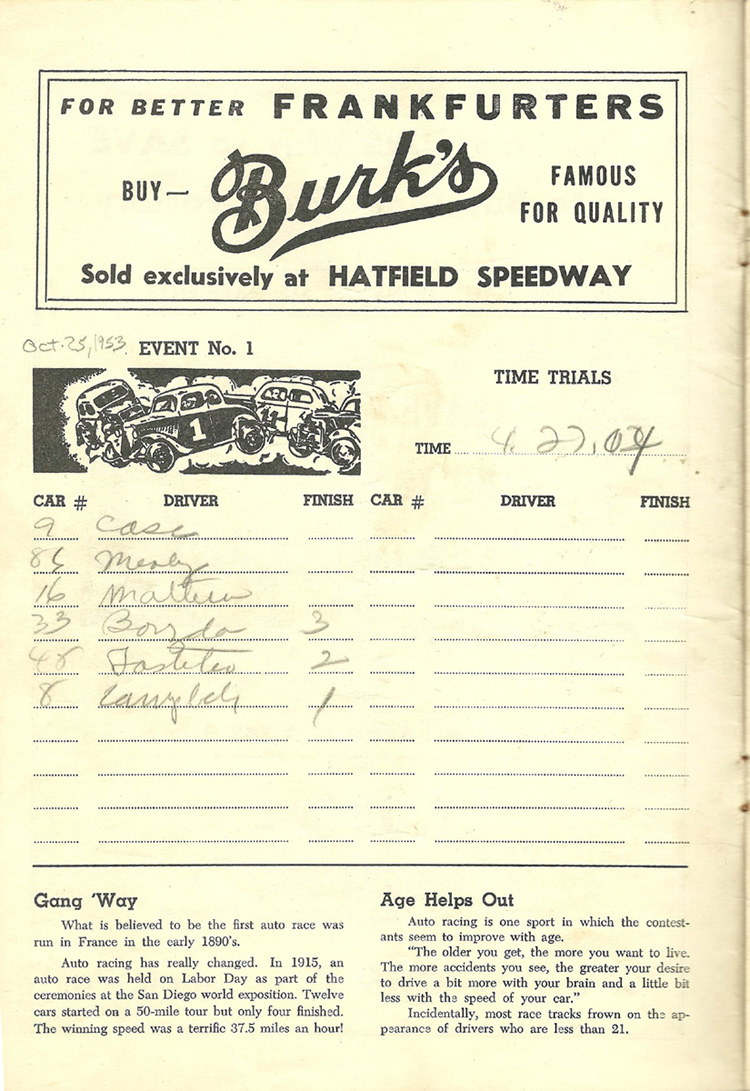 FOR BETTER FRANKFURTERS
BUY— Burk's FAMOUS
FOR QUALITY
Sold exclusively at HATFIELD SPEEDWAY
Oct. 25, 1953. EVENT No. 1
1
TIME TRIALS
TIME 4.27.04
CAR # DRIVER FINISH CAR # DRIVER FINISH
9 Case
16
33 3
2
8 1
Gang 'Way
What is believed to be the first auto race was
run in France in the early 1890's.
Auto racing has really changed. In 1915, an
auto race was held on Labor Day as part of the
ceremonies at the San Diego world exposition. Twelve
cars started on a 50-mile tour but only four finished.
The winning speed was a terrific 37.5 miles an hour!
Age Helps Out
Auto racing is one sport in which the contest-
ants seem to improve with age.
"The older you get, the more you want to live.
The more accidents you see, the greater your desire
to drive a bit more with your brain and a little bit
less with the speed of your car."
Incidentally, most race tracks frown on the ap-
pearance of drivers who are less than 21.